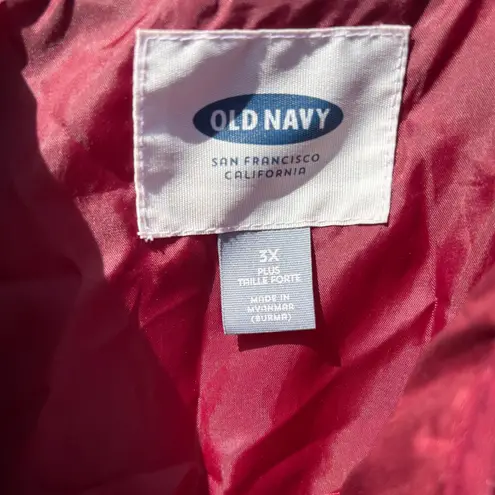 OLD NAVY
SAN FRANCISCO
CALIFORNIA
3X
PLUS
TAILLE FORTE
MADE IN
MYANMAR
(BURMA)